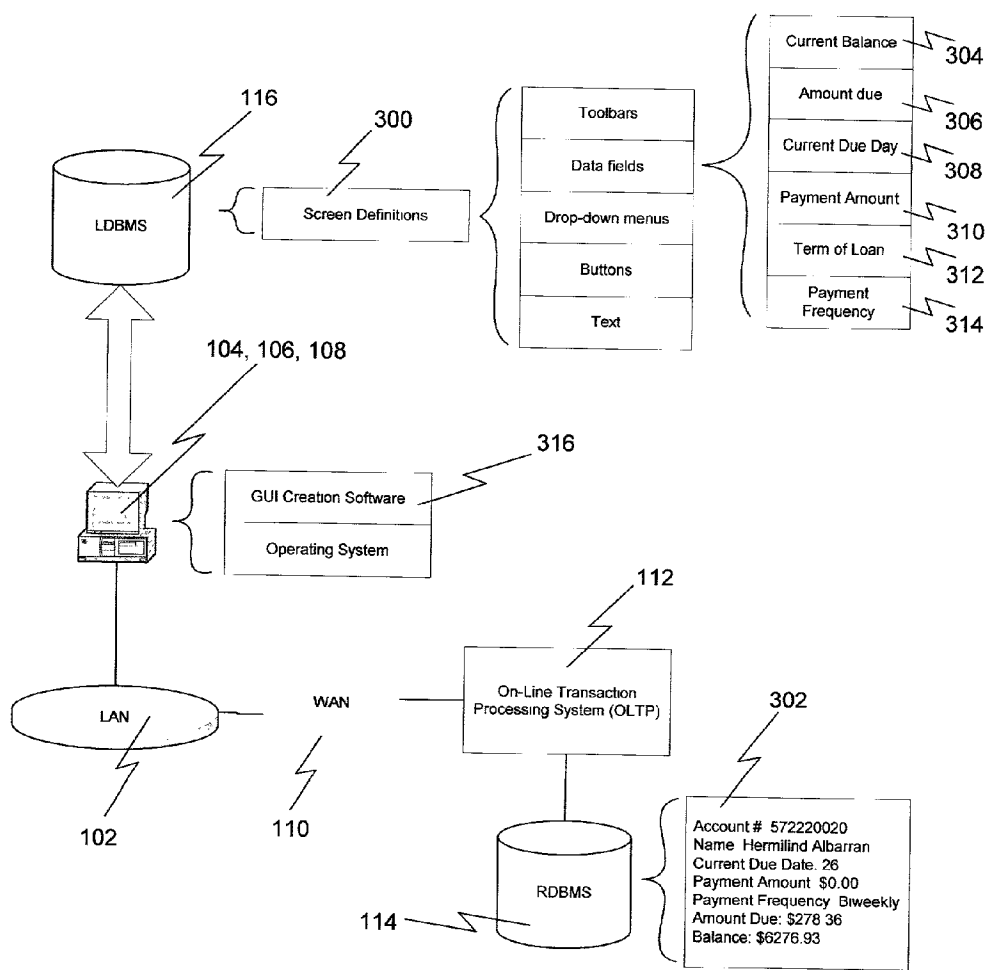 Current Balance
304
Amount due
306
Current Due Day
308
Payment Amount
310
Term of Loan
312
Payment
Frequency
314
116
300
LDBMS
Screen Definitions
Toolbars
Data fields
Drop-down menus
Buttons
Text
104, 106, 108
316
GUI Creation Software
Operating System
112
On-Line Transaction
Processing System (OLTP)
LAN
WAN
102
110
302
RDBMS
114
Account # 572220020
Name Hermilind Albarran
Current Due Date. 26
Payment Amount $0.00
Payment Frequency Biweekly
Amount Due: $278 36
Balance: $6276.93